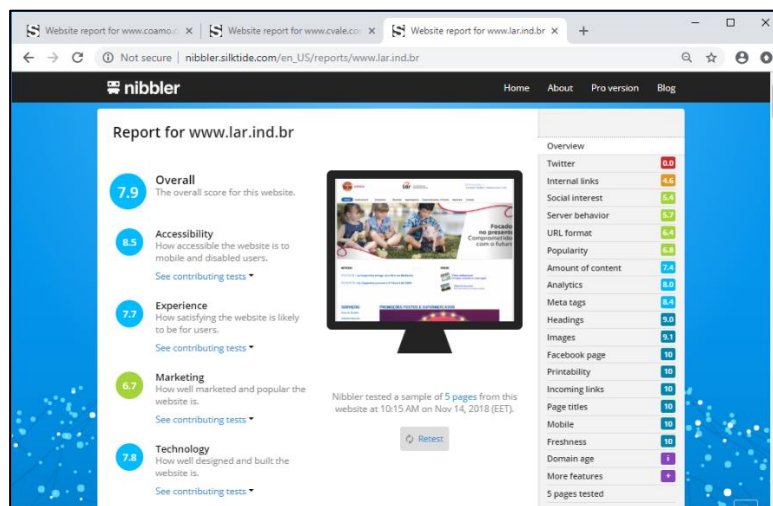 Website report for www.coamo.c
Website report for www.cvale.co
Website report for www.lar.ind.br
Not secure | nibbler.silktide.com/en_US/reports/www.lar.ind.br
nibbler
Home About Pro version Blog
Report for www.lar.ind.br
7.9
Overall
The overall score for this website.
8.5
Accessibility
How accessible the website is to
mobile and disabled users.
See contributing tests
7.7
Experience
How satisfying the website is likely
to be for users.
See contributing tests
6.7
Marketing
How well marketed and popular the
website is.
See contributing tests
7.8
Technology
How well designed and built the
website is.
See contributing tests
Focado
no presente
Comprometido
com o futuro
SERVIÇOS
PROMOÇÕES POSTOS E SUPERMERCADOS
Nibbler tested a sample of 5 pages from this
website at 10:15 AM on Nov 14, 2018 (EET).
Retest
Overview
Twitter 0.0
Internal links 4.6
Social interest 5.4
Server behavior 5.7
URL format 6.4
Popularity 6.8
Amount of content 7.4
Analytics 8.0
Meta tags 8.4
Headings 9.0
Images 9.1
Facebook page 10
Printability 10
Incoming links 10
Page titles 10
Mobile 10
Freshness 10
Domain age i
More features +
5 pages tested